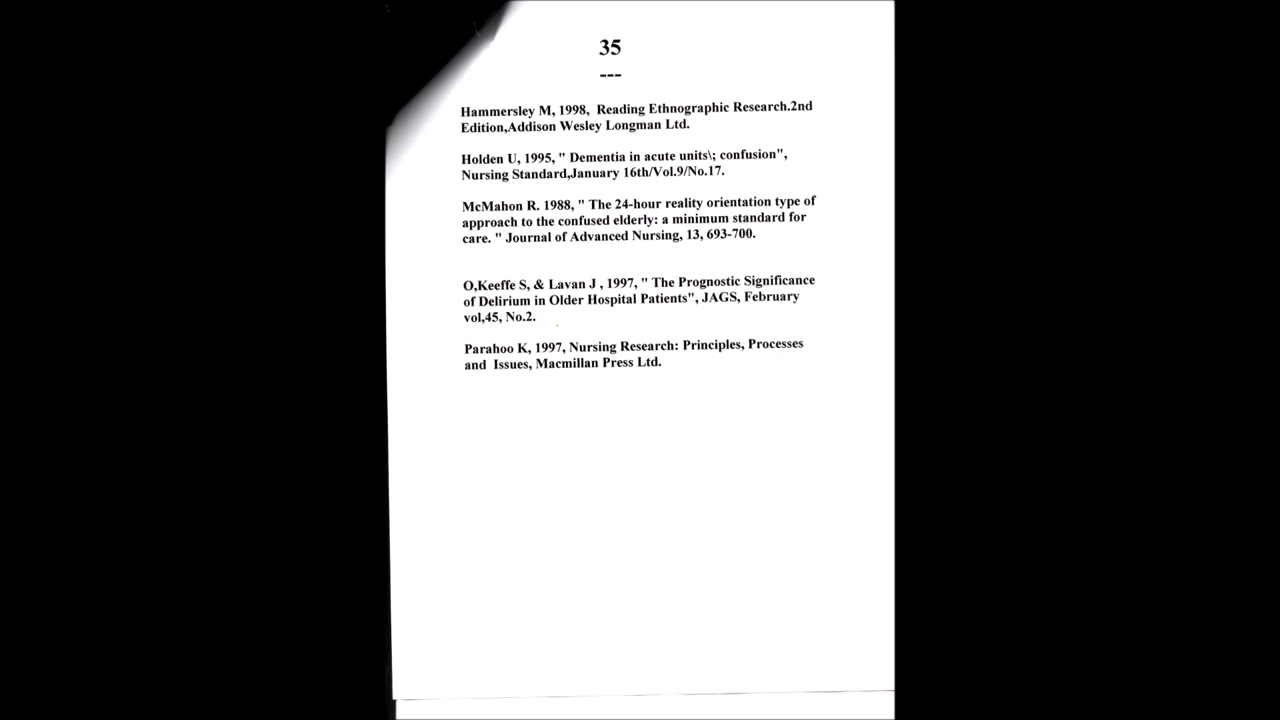 35
---
Hammersley M, 1998,  Reading Ethnographic Research.2nd
Edition,Addison Wesley Longman Ltd.
Holden U, 1995, " Dementia in acute units\; confusion",
Nursing Standard,January 16th/Vol.9/No.17.
McMahon R. 1988, " The 24-hour reality orientation type of
approach to the confused elderly: a minimum standard for
care. " Journal of Advanced Nursing, 13, 693-700.
O,Keeffe S, & Lavan J , 1997, " The Prognostic Significance
of Delirium in Older Hospital Patients", JAGS, February
vol,45, No.2.
Parahoo K, 1997, Nursing Research: Principles, Processes
and  Issues, Macmillan Press Ltd.